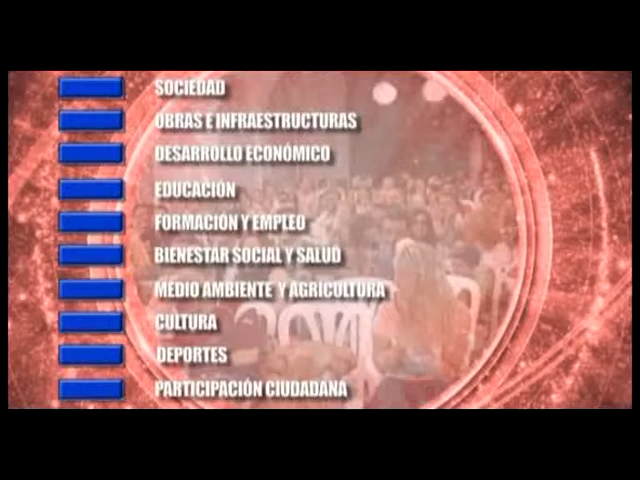 SOCIEDAD
OBRAS E INFRAESTRUCTURAS
DESARROLLO ECONÓMICO
EDUCACIÓN
FORMACIÓN Y EMPLEO
BIENESTAR SOCIAL Y SALUD
MEDIO AMBIENTE Y AGRICULTURA
CULTURA
DEPORTES
PARTICIPACIÓN CIUDADANA